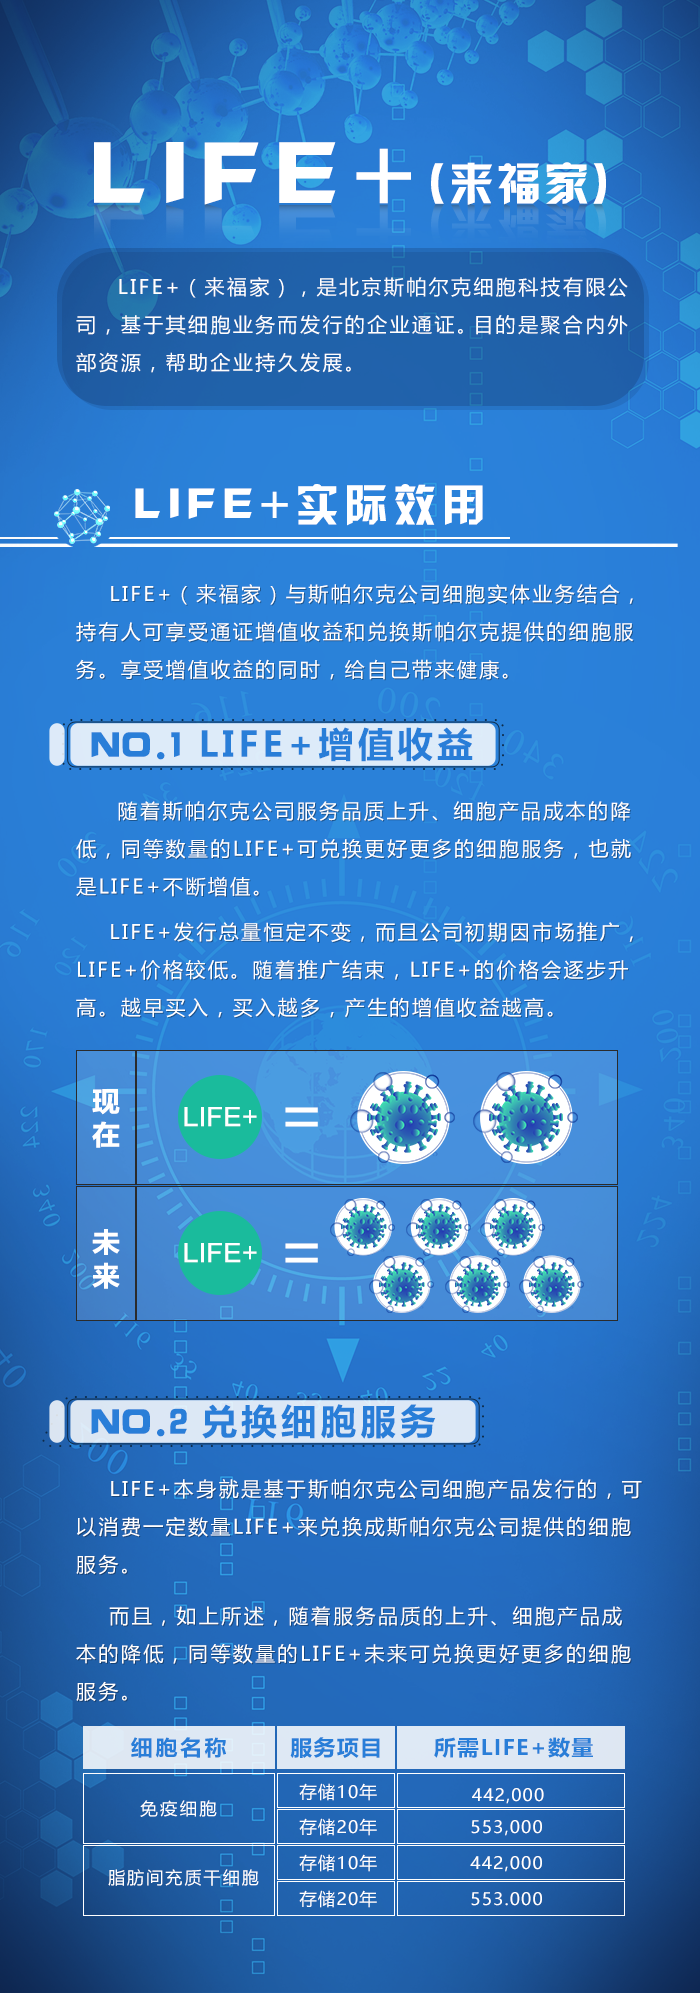 LIFE+(来福家)
LIFE+（来福家），是北京斯帕尔克细胞科技有限公
司，基于其细胞业务而发行的企业通证。目的是聚合内外
部资源，帮助企业持久发展。
LIFE+实际效用
LIFE+（来福家）与斯帕尔克公司细胞实体业务结合，
持有人可享受通证增值收益和兑换斯帕尔克提供的细胞服
务。享受增值收益的同时，给自己带来健康。
NO.1 LIFE+增值收益
随着斯帕尔克公司服务品质上升、细胞产品成本的降
低，同等数量的LIFE+可兑换更好更多的细胞服务，也就
是LIFE+不断增值。
LIFE+发行总量恒定不变，而且公司初期因市场推广，
LIFE+价格较低。随着推广结束，LIFE+的价格会逐步升
高。越早买入，买入越多，产生的增值收益越高。
现在
LIFE+ =
未来
LIFE+ =
NO.2 兑换细胞服务
LIFE+本身就是基于斯帕尔克公司细胞产品发行的，可
以消费一定数量LIFE+来兑换成斯帕尔克公司提供的细胞
服务。
而且，如上所述，随着服务品质的上升、细胞产品成
本的降低，同等数量的LIFE+未来可兑换更好更多的细胞
服务。
细胞名称 服务项目 所需LIFE+数量
免疫细胞 存储10年 442,000
存储20年 553,000
脂肪间充质干细胞 存储10年 442,000
存储20年 553.000